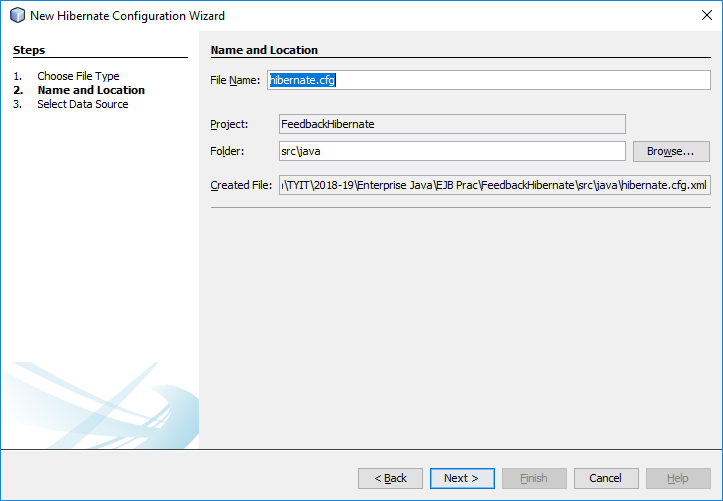 New Hibernate Configuration Wizard
Steps
1. Choose File Type
2. Name and Location
3. Select Data Source
Name and Location
File Name: hibernate.cfg
Project: FeedbackHibernate
Folder: src\java Browse...
Created File: \TYIT\2018-19\Enterprise Java\EJB Prac\FeedbackHibernate\src\java\hibernate.cfg.xml
< Back Next > Finish Cancel Help